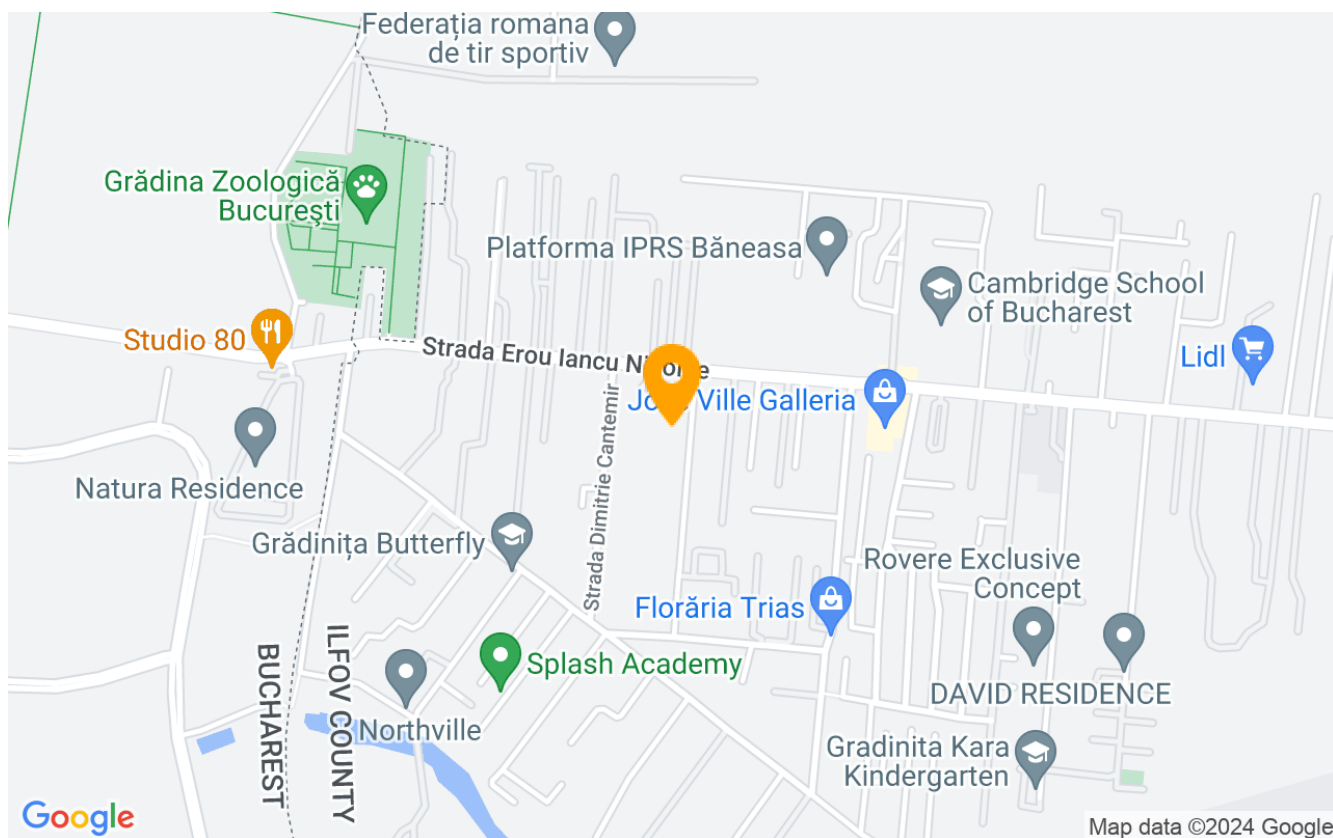 Federația romana
de tir sportiv
Grădina Zoologică
București
Platforma IPRS Băneasa
Cambridge School
of Bucharest
Studio 80
Strada Erou Iancu
Lidl
Ville Galleria
Strada Dimitrie Cantemir
Natura Residence
Grădinița Butterfly
Rovere Exclusive
Concept
Florăria Trias
ILFOV COUNTY
BUCHAREST
Splash Academy
DAVID RESIDENCE
Northville
Gradinita Kara
Kindergarten
Google
Map data ©2024 Google